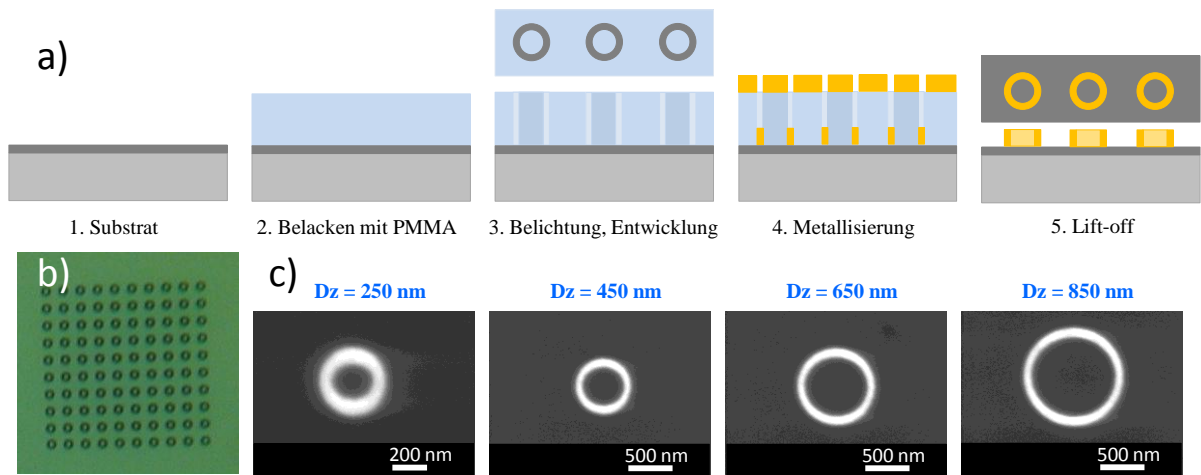 a)
1. Substrat
2. Belacken mit PMMA
3. Belichtung, Entwicklung
4. Metallisierung
5. Lift-off
b)
c)
Dz = 250 nm
Dz = 450 nm
Dz = 650 nm
Dz = 850 nm
200 nm
500 nm
500 nm
500 nm